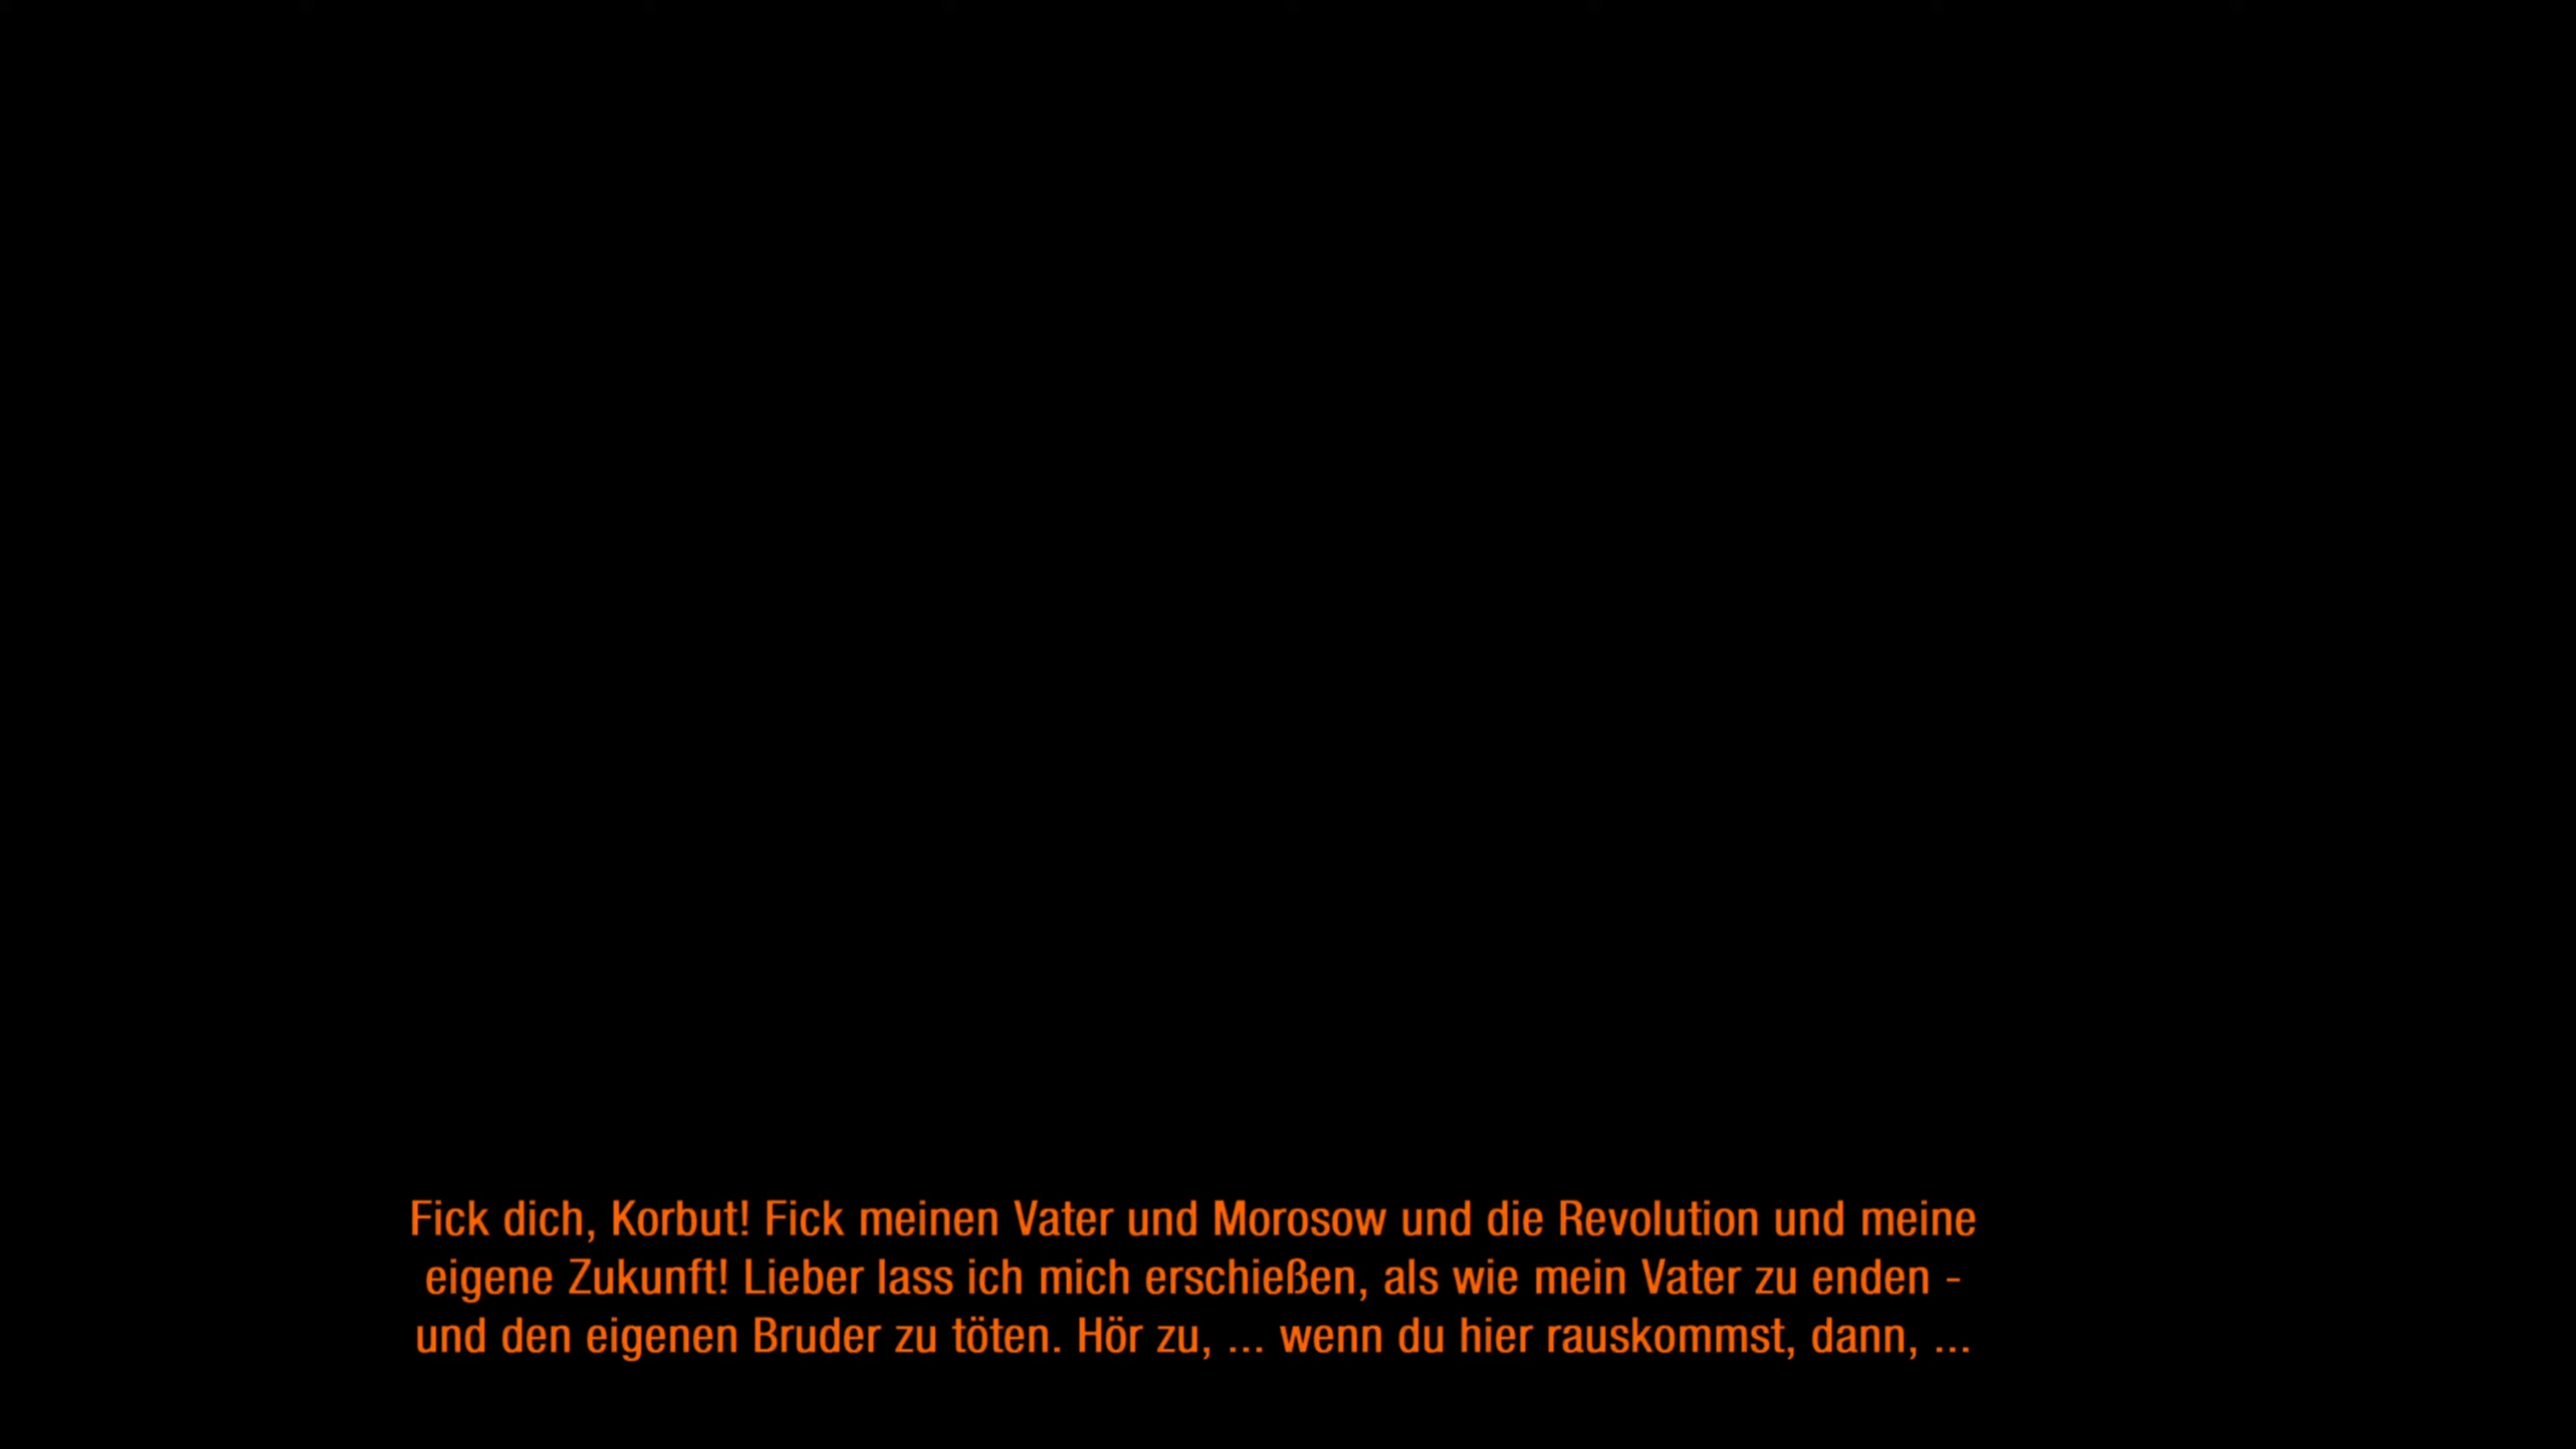 Fick dich, Korbut! Fick meinen Vater und Morosow und die Revolution und meine
eigene Zukunft! Lieber lass ich mich erschießen, als wie mein Vater zu enden -
und den eigenen Bruder zu töten. Hör zu, ... wenn du hier rauskommst, dann, ...